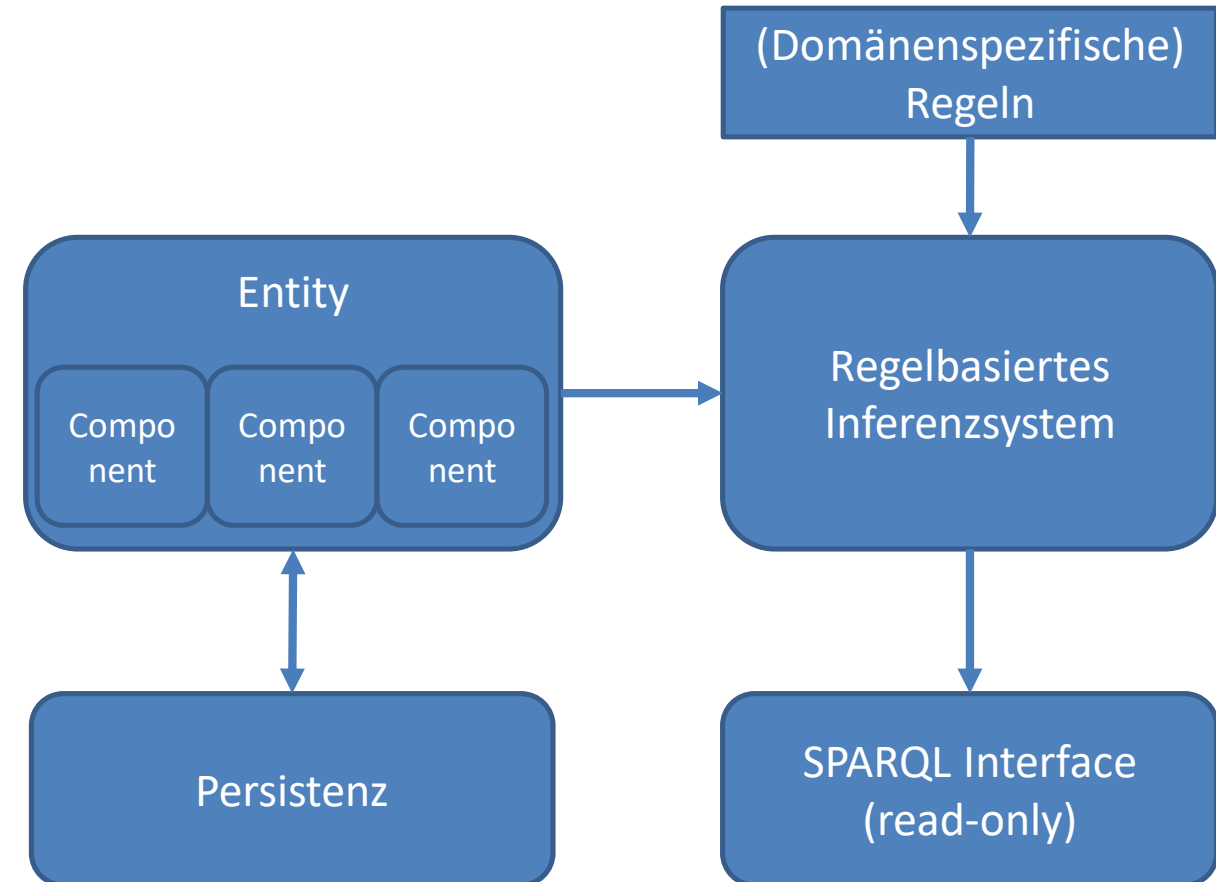 (Domänenspezifische)
Regeln
Entity
Compo
nent
Compo
nent
Compo
nent
Regelbasiertes
Inferenzsystem
Persistenz
SPARQL Interface
(read-only)